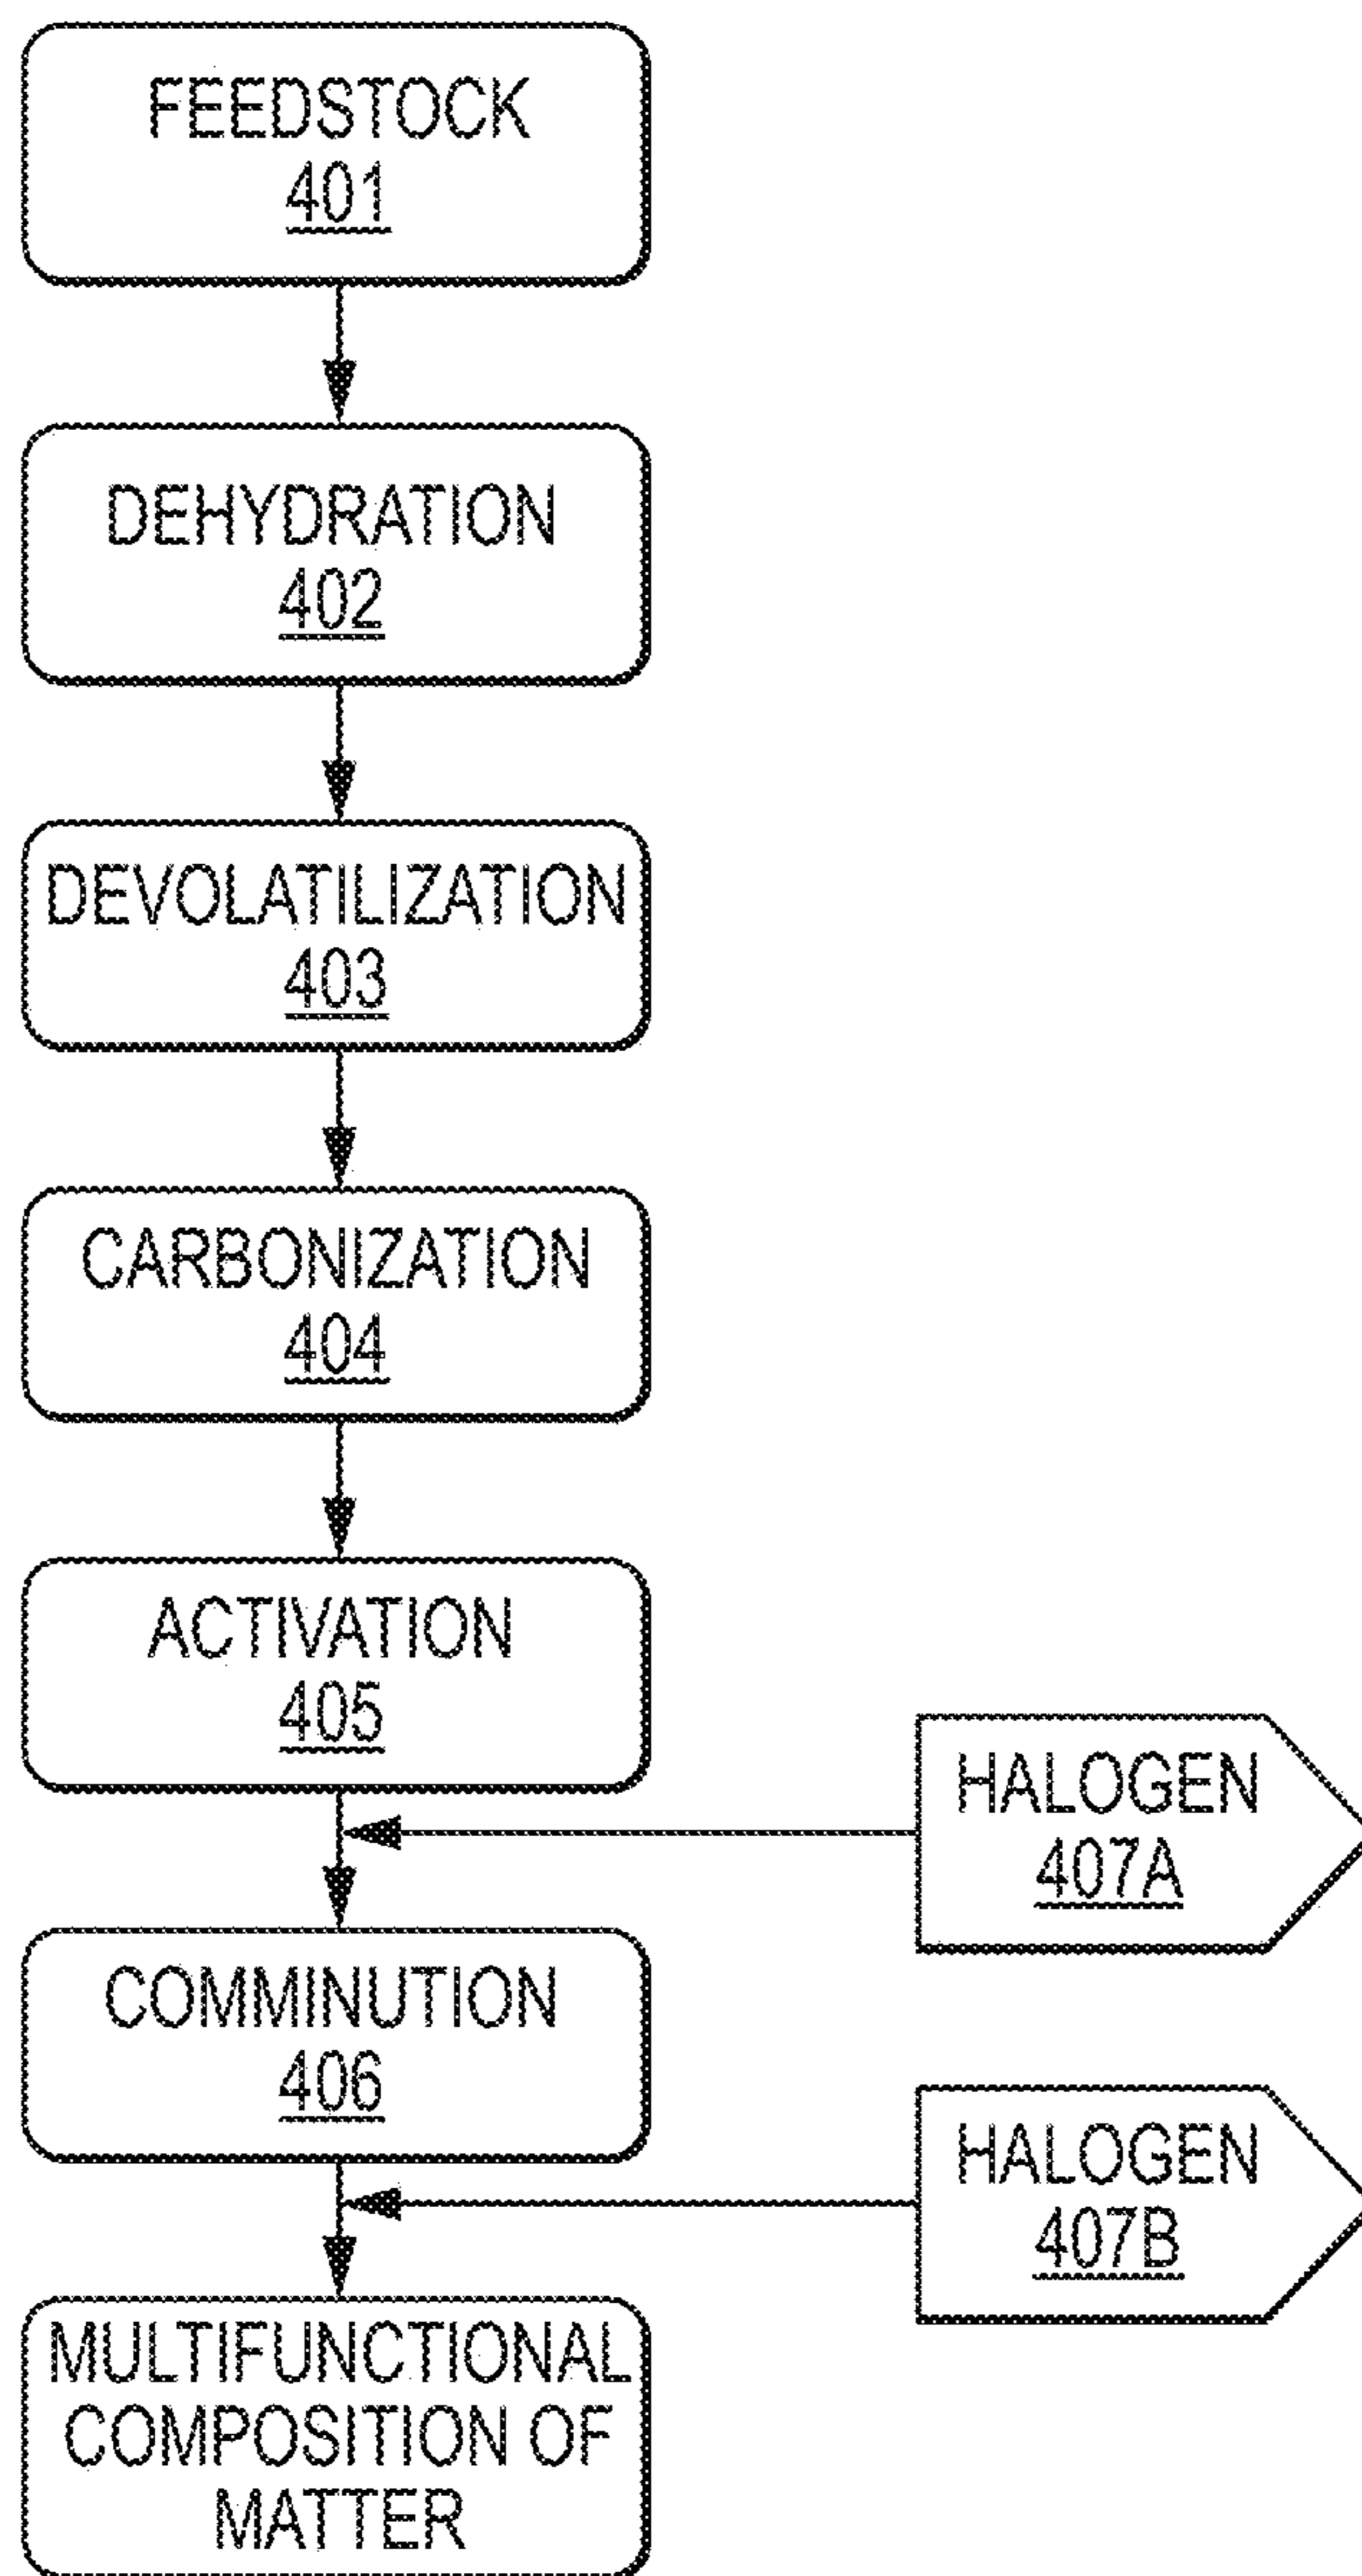 FEEDSTOCK
401
DEHYDRATION
402
DEVOLATILIZATION
403
CARBONIZATION
404
ACTIVATION
405
HALOGEN
407A
COMMINUTION
406
HALOGEN
407B
MULTIFUNCTIONAL
COMPOSITION OF
MATTER